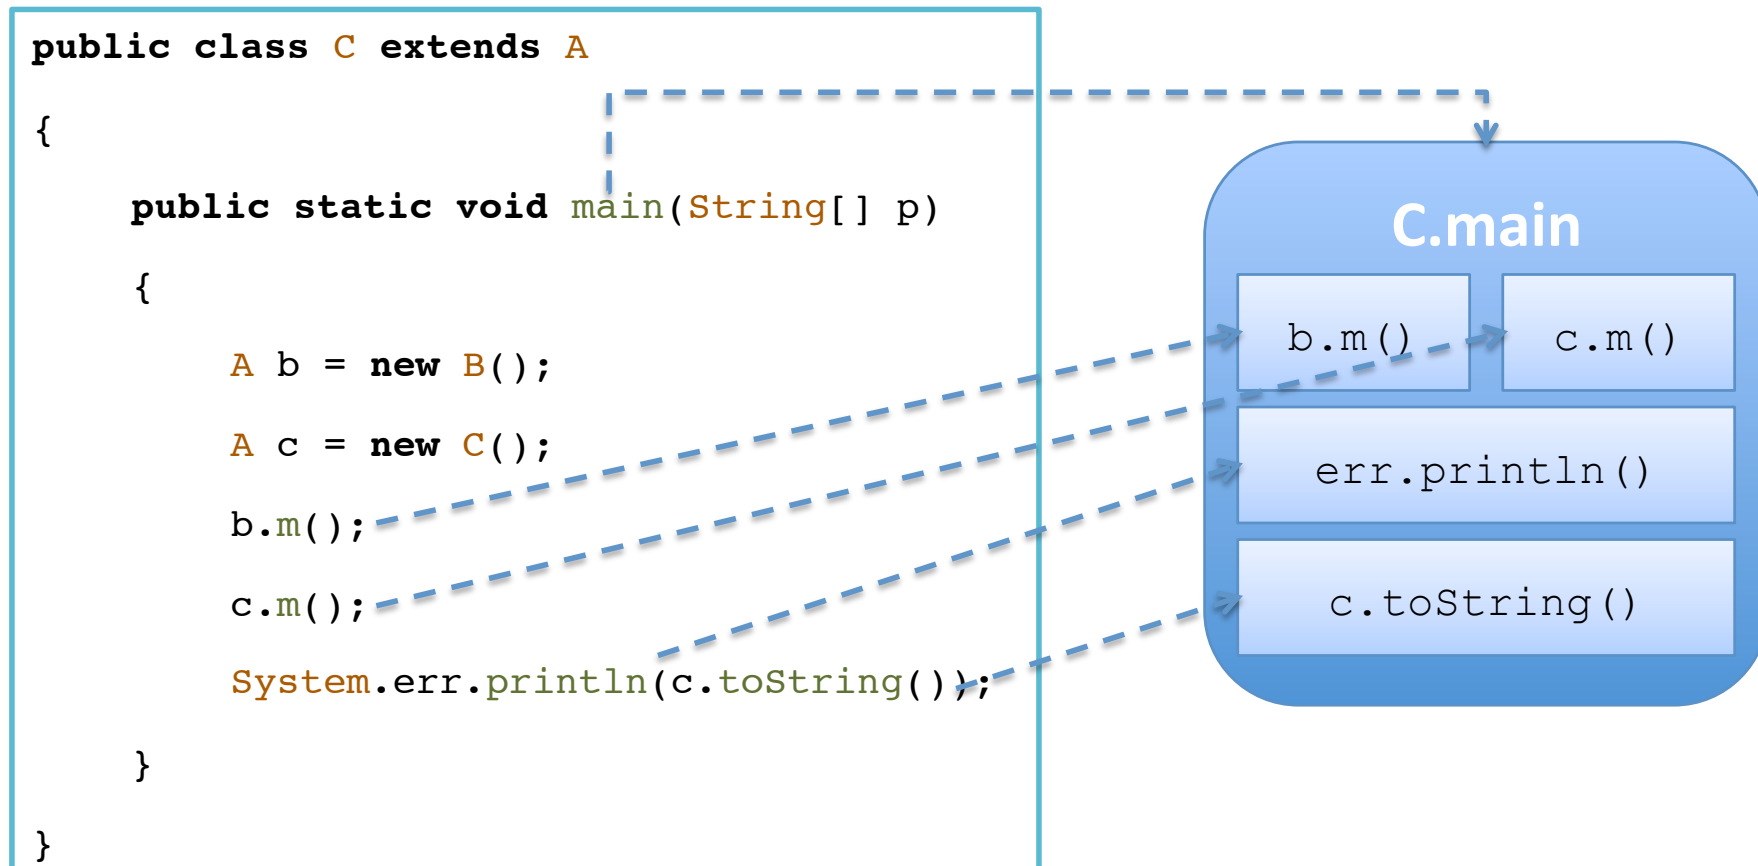 public class C extends A
{
public static void main(String[] p)
{
A b = new B();
A c = new C();
b.m();
c.m();
System.err.println(c.toString());
}
}
C.main
b.m()
c.m()
err.println()
c.toString()